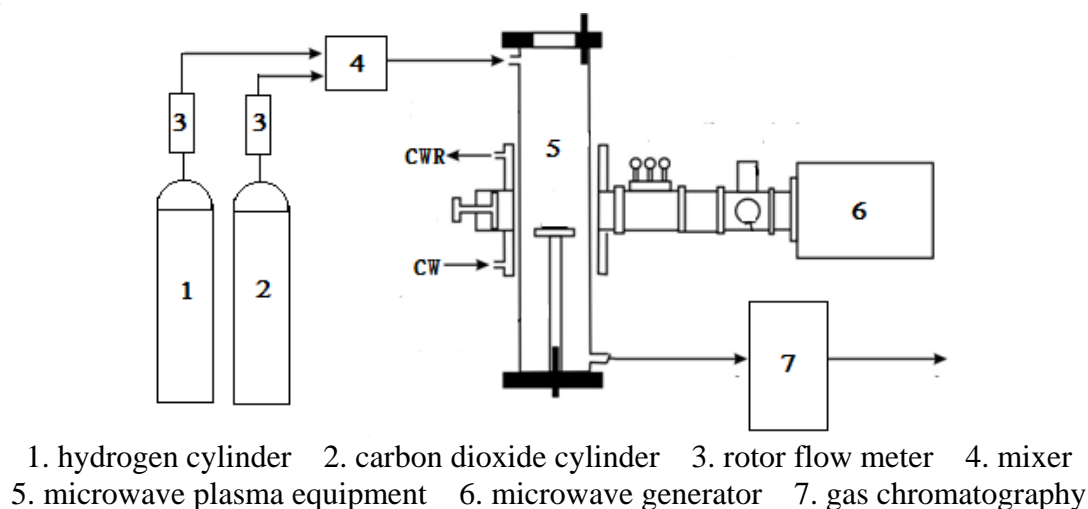 4
3
3
5
CWR
6
CW
1
2
7
1. hydrogen cylinder 2. carbon dioxide cylinder 3. rotor flow meter 4. mixer
5. microwave plasma equipment 6. microwave generator 7. gas chromatography